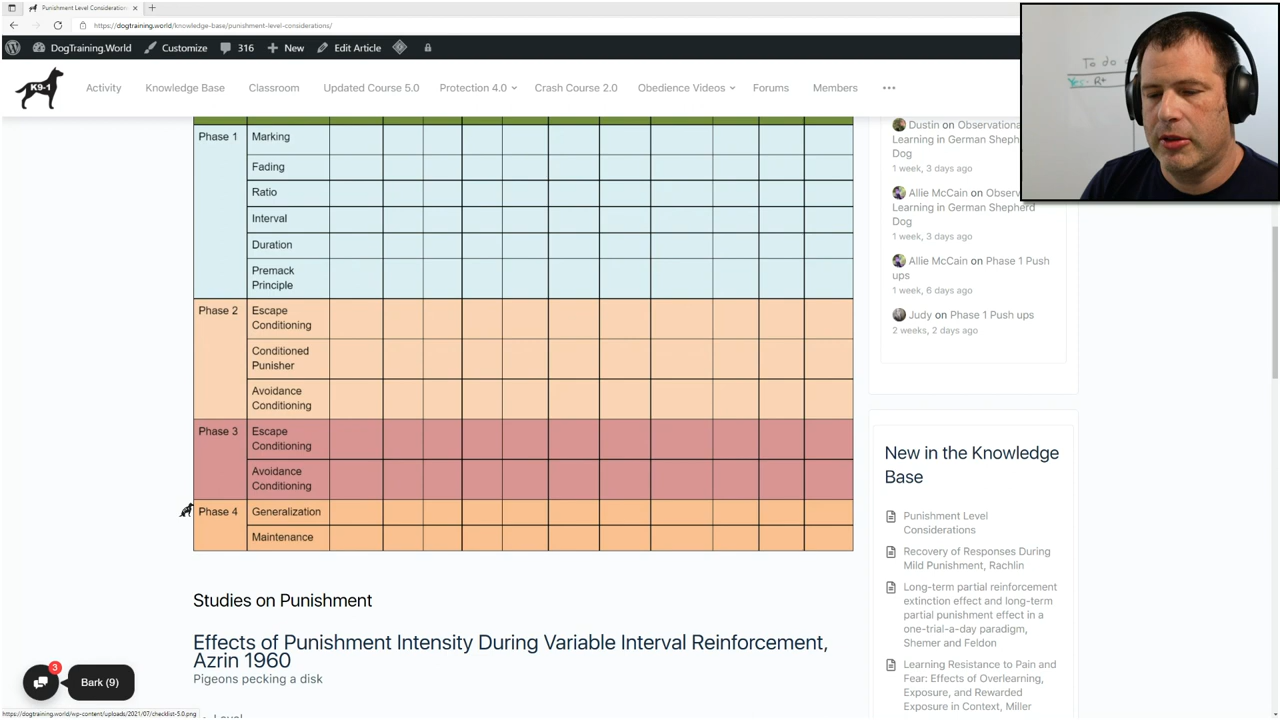 Punishment Level Consideration
https://dogtraining.world/knowledge-base/punishment-level-considerations/
DogTraining.World
Customize
316
New
Edit Article
K9-1
Activity
Knowledge Base
Classroom
Updated Course 5.0
Protection 4.0
Crash Course 2.0
Obedience Videos
Forums
Members
To do
R+
Phase 1
Marking
Fading
Ratio
Interval
Duration
Premack
Principle
Phase 2
Escape
Conditioning
Conditioned
Punisher
Avoidance
Conditioning
Phase 3
Escape
Conditioning
Avoidance
Conditioning
Phase 4
Generalization
Maintenance
Studies on Punishment
Effects of Punishment Intensity During Variable Interval Reinforcement,
Azrin 1960
Pigeons pecking a disk
Level
Dustin on Observationa
Learning in German Shepherd
Dog
1 week, 3 days ago
Allie McCain on Obser
Learning in German Shepherd
Dog
1 week, 3 days ago
Allie McCain on Phase 1 Push
ups
1 week, 6 days ago
Judy on Phase 1 Push ups
2 weeks, 2 days ago
New in the Knowledge
Base
Punishment Level
Considerations
Recovery of Responses During
Mild Punishment, Rachlin
Long-term partial reinforcement
extinction effect and long-term
partial punishment effect in a
one-trial-a-day paradigm,
Shemer and Feldon
Learning Resistance to Pain and
Fear: Effects of Overlearning,
Exposure, and Rewarded
Exposure in Context, Miller
3
Bark (9)
https://dogtraining.world/wp-content/uploads/2021/07/checklist-5.0.png